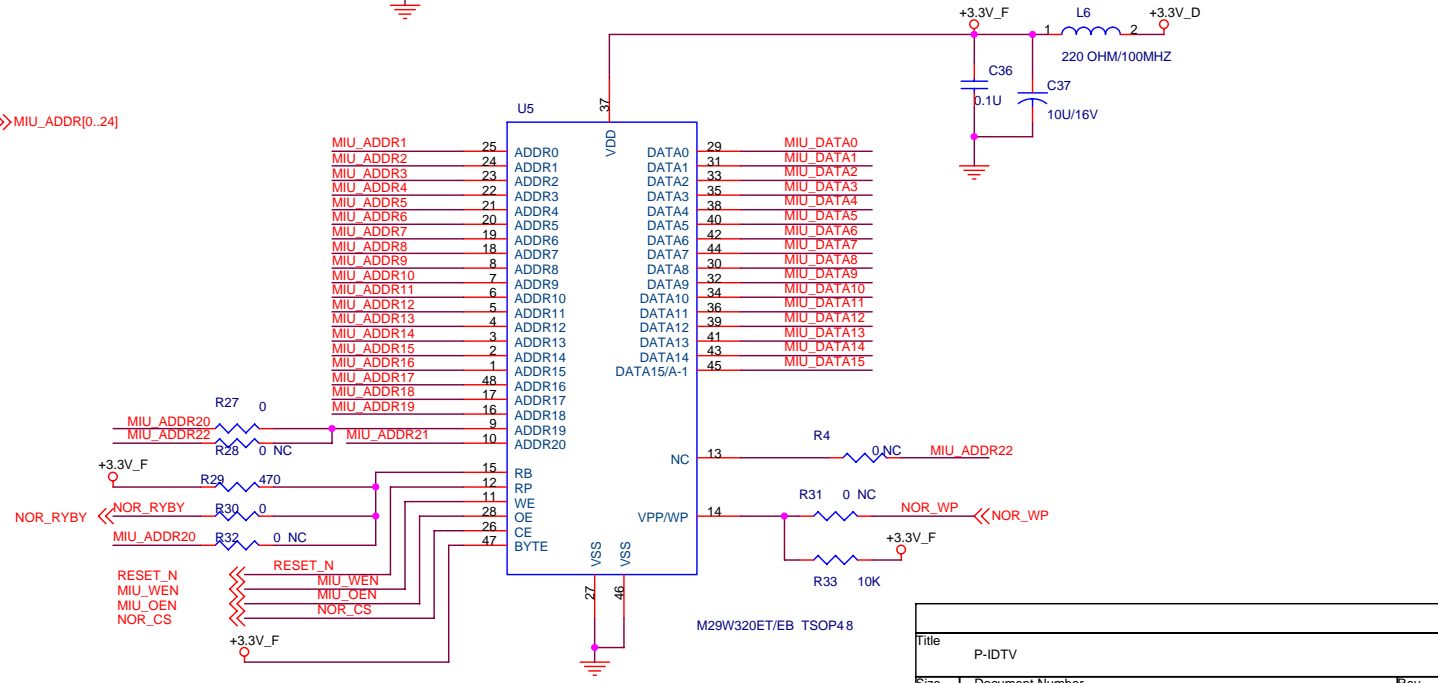 +3.3V_F L6 +3.3V_D
1 2
220 OHM/100MHZ
C36
0.1U
C37
10U/16V
MIU_ADDR[0..24]
U5
37
VDD
MIU_ADDR1 25 ADDR0 DATA0 29 MIU_DATA0
MIU_ADDR2 24 ADDR1 DATA1 31 MIU_DATA1
MIU_ADDR3 23 ADDR2 DATA2 33 MIU_DATA2
MIU_ADDR4 22 ADDR3 DATA3 35 MIU_DATA3
MIU_ADDR5 21 ADDR4 DATA4 38 MIU_DATA4
MIU_ADDR6 20 ADDR5 DATA5 40 MIU_DATA5
MIU_ADDR7 19 ADDR6 DATA6 42 MIU_DATA6
MIU_ADDR8 18 ADDR7 DATA7 44 MIU_DATA7
MIU_ADDR9 8 ADDR8 DATA8 30 MIU_DATA8
MIU_ADDR10 7 ADDR9 DATA9 32 MIU_DATA9
MIU_ADDR11 6 ADDR10 DATA10 34 MIU_DATA10
MIU_ADDR12 5 ADDR11 DATA11 36 MIU_DATA11
MIU_ADDR13 4 ADDR12 DATA12 39 MIU_DATA12
MIU_ADDR14 3 ADDR13 DATA13 41 MIU_DATA13
MIU_ADDR15 2 ADDR14 DATA14 43 MIU_DATA14
MIU_ADDR16 1 ADDR15 DATA15/A-1 45 MIU_DATA15
MIU_ADDR17 48 ADDR16
MIU_ADDR18 17 ADDR17
MIU_ADDR19 16 ADDR18
R27 0
MIU_ADDR20 9 ADDR19
MIU_ADDR22 MIU_ADDR21 10 ADDR20
R28 0 NC
R4
NC 13 0 NC MIU_ADDR22
+3.3V_F
15 RB
R29 470 12 RP
11 WE
NOR_RYBY NOR_RYBY R30 0 28 OE
26 CE
MIU_ADDR20 R32 0 NC 47 BYTE
R31 0 NC NOR_WP
VPP/WP 14 NOR_WP
+3.3V_F
R33 10K
VSS VSS
27 46
RESET_N RESET_N
MIU_WEN MIU_WEN
MIU_OEN MIU_OEN
NOR_CS NOR_CS
+3.3V_F
M29W320ET/EB TSOP48
Title
P-IDTV
Size Document Number Rev